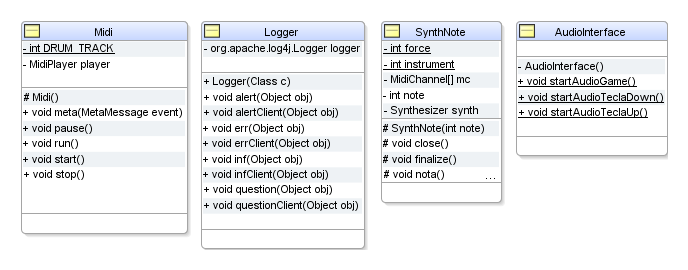 Midi
- int DRUM_TRACK
- MidiPlayer player
# Midi()
+ void meta(MetaMessage event)
+ void pause()
+ void run()
+ void start()
+ void stop()
Logger
- org.apache.log4j.Logger logger
+ Logger(Class c)
+ void alert(Object obj)
+ void alertClient(Object obj)
+ void err(Object obj)
+ void errClient(Object obj)
+ void inf(Object obj)
+ void infClient(Object obj)
+ void question(Object obj)
+ void questionClient(Object obj)
SynthNote
- int force
- int instrument
- MidiChannel[] mc
- int note
- Synthesizer synth
# SynthNote(int note)
# void close()
# void finalize()
# void nota() ...
AudioInterface
- AudioInterface()
+ void startAudioGame()
+ void startAudioTeclaDown()
+ void startAudioTeclaUp()